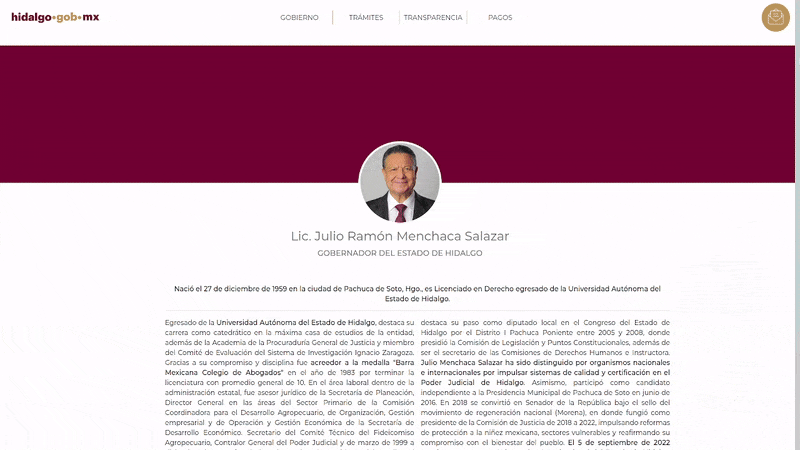 hidalgo•gob•mx
GOBIERNO
TRÁMITES
TRANSPARENCIA
PAGOS
Lic. Julio Ramón Menchaca Salazar
GOBERNADOR DEL ESTADO DE HIDALGO
Nació el 27 de diciembre de 1959 en la ciudad de Pachuca de Soto, Hgo., es Licenciado en Derecho egresado de la Universidad Autónoma del
Estado de Hidalgo.
Egresado de la Universidad Autónoma del Estado de Hidalgo, destaca su
carrera como catedrático en la máxima casa de estudios de la entidad,
además de la Academia de la Procuraduría General de Justicia y miembro
del Comité de Evaluación del Sistema de Investigación Ignacio Zaragoza.
Gracias a su compromiso y disciplina fue acreedor a la medalla "Barra
Mexicana Colegio de Abogados" en el año de 1983 por terminar la
licenciatura con promedio general de 10. En el área laboral dentro de la
administración estatal, fue asesor jurídico de la Secretaría de Planeación,
Director General en las áreas del Sector Primario de la Comisión
Coordinadora para el Desarrollo Agropecuario, de Organización, Gestión
empresarial y de Operación y Gestión Económica de la Secretaría de
Desarrollo Económico. Secretario del Comité Técnico del Fideicomiso
Agropecuario, Contralor General del Poder Judicial y de marzo de 1999 a
destaca su paso como diputado local en el Congreso del Estado de
Hidalgo por el Distrito I Pachuca Poniente entre 2005 y 2008, donde
presidió la Comisión de Legislación y Puntos Constitucionales, además de
ser el secretario de las Comisiones de Derechos Humanos e Instructora.
Julio Menchaca Salazar ha sido distinguido por organismos nacionales
e internacionales por impulsar sistemas de calidad y certificación en el
Poder Judicial de Hidalgo. Asimismo, participó como candidato
independiente a la Presidencia Municipal de Pachuca de Soto en junio de
2016. En 2018 se convirtió en Senador de la República bajo el sello del
movimiento de regeneración nacional (Morena), en donde fungió como
presidente de la Comisión de Justicia de 2018 a 2022, impulsando reformas
de protección a la niñez mexicana, sectores vulnerables y reafirmando su
compromiso con el bienestar del pueblo. El 5 de septiembre de 2022